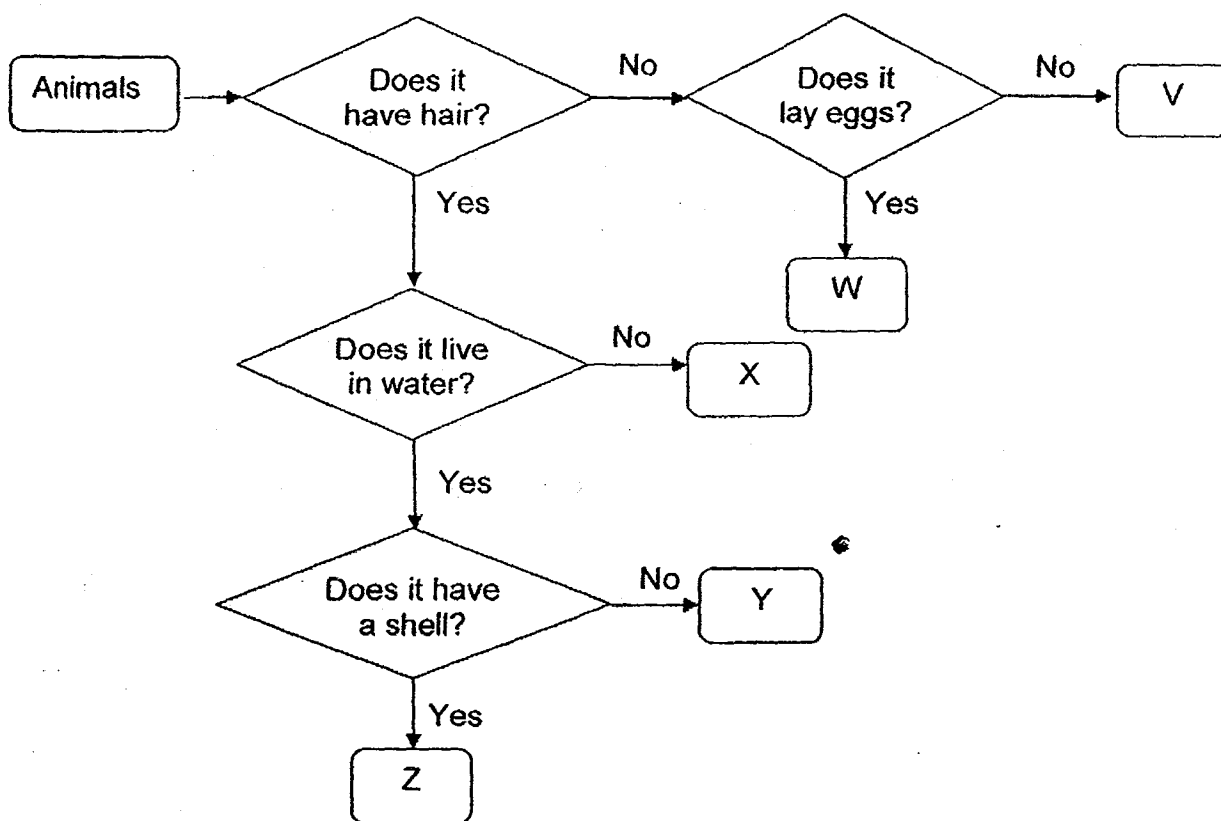 Animals
Does it
have hair?
No
Does it
lay eggs?
No
V
Yes
Yes
W
Does it live
in water?
No
X
Yes
Does it have
a shell?
No
Y
Yes
Z